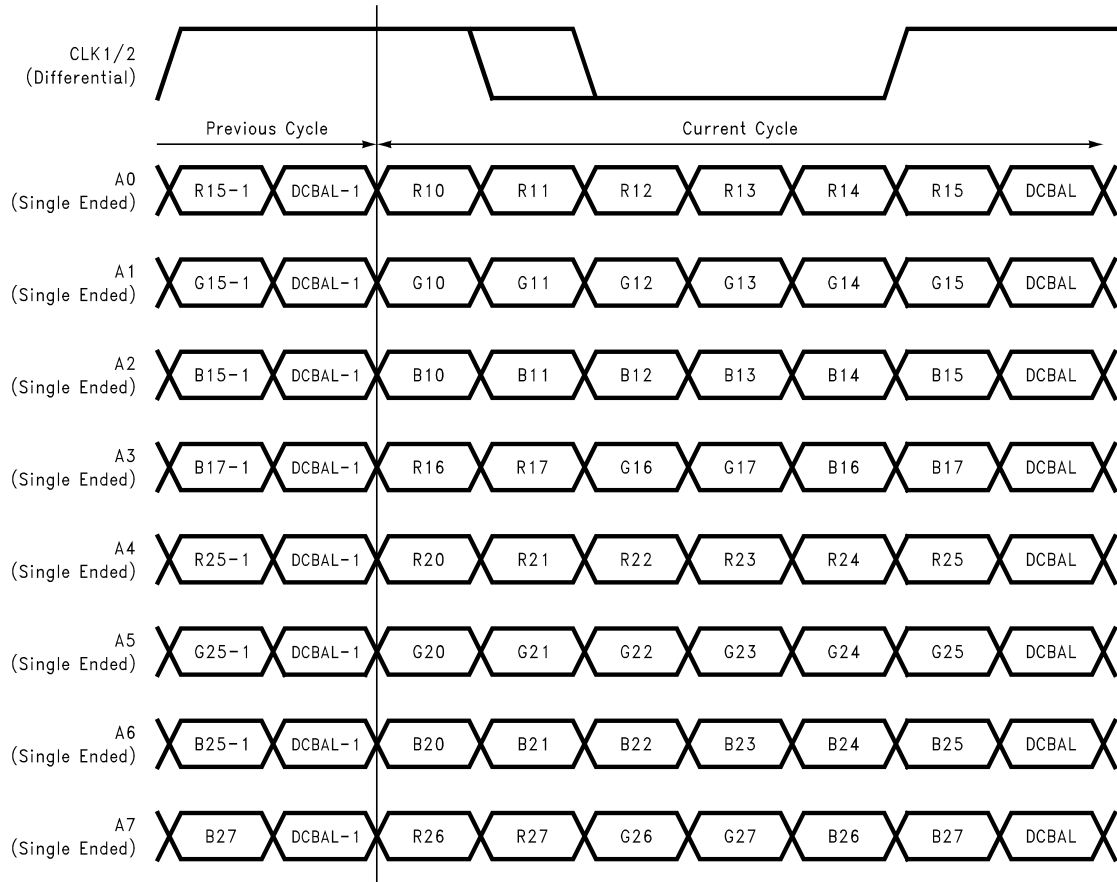 CLK1/2
(Differential)
Previous Cycle Current Cycle
A0
(Single Ended)
R15-1 DCBAL-1 R10 R11 R12 R13 R14 R15 DCBAL
A1
(Single Ended)
G15-1 DCBAL-1 G10 G11 G12 G13 G14 G15 DCBAL
A2
(Single Ended)
B15-1 DCBAL-1 B10 B11 B12 B13 B14 B15 DCBAL
A3
(Single Ended)
B17-1 DCBAL-1 R16 R17 G16 G17 B16 B17 DCBAL
A4
(Single Ended)
R25-1 DCBAL-1 R20 R21 R22 R23 R24 R25 DCBAL
A5
(Single Ended)
G25-1 DCBAL-1 G20 G21 G22 G23 G24 G25 DCBAL
A6
(Single Ended)
B25-1 DCBAL-1 B20 B21 B22 B23 B24 B25 DCBAL
A7
(Single Ended)
B27 DCBAL-1 R26 R27 G26 G27 B26 B27 DCBAL